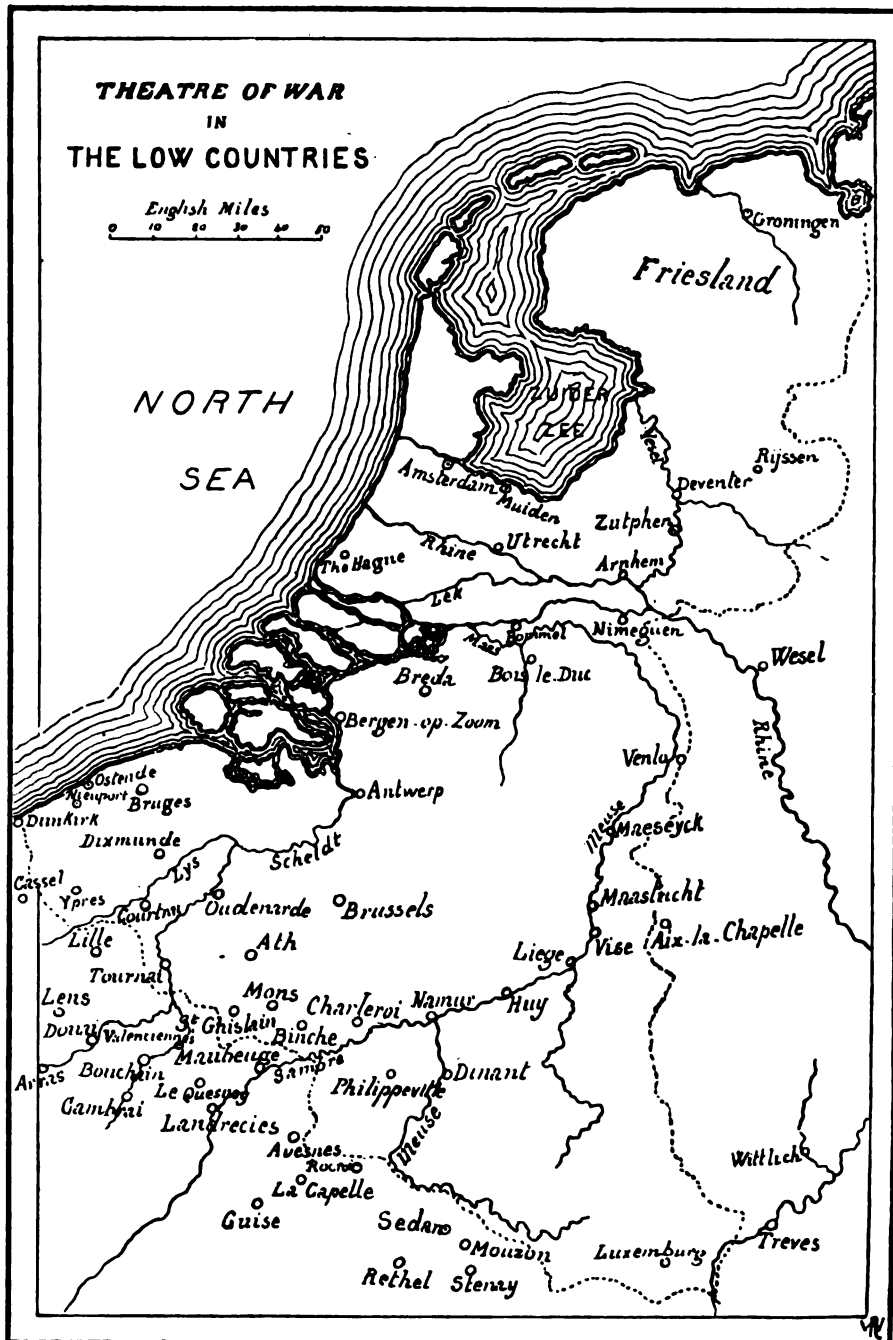 THEATRE OF WAR
IN
THE LOW COUNTRIES
English Miles
0 10 20 30 40 50
Groningen
Friesland
NORTH
SEA
ZUIDER
ZEE
Yssel
Rijssen
Amsterdam
Muiden
Deventer
Zutphen
Rhine
Utrecht
The Hague
Arnhem
Lek
Maas
Bommel
Nimeguen
Wesel
Breda
Bois-le-Duc
Bergen-op-Zoom
Rhine
Venlo
Ostende
Nieuport
Bruges
Antwerp
Dunkirk
Meuse
Maeseyck
Dixmunde
Lys
Scheldt
Cassel
Ypres
Courtrai
Oudenarde
Brussels
Maastricht
Lille
Ath
Liege
Vise
Aix-la-Chapelle
Tournai
Lens
Mons
Charleroi
Namur
Huy
Douai
Valenciennes
St Ghislain
Binche
Maubeuge
Sambre
Arras
Bouchain
Le Quesnoy
Philippeville
Dinant
Cambrai
Landrecies
Avesnes
Meuse
Rocroi
Wittlich
La Capelle
Guise
Sedan
Mouzon
Luxemburg
Treves
Rethel
Stenay